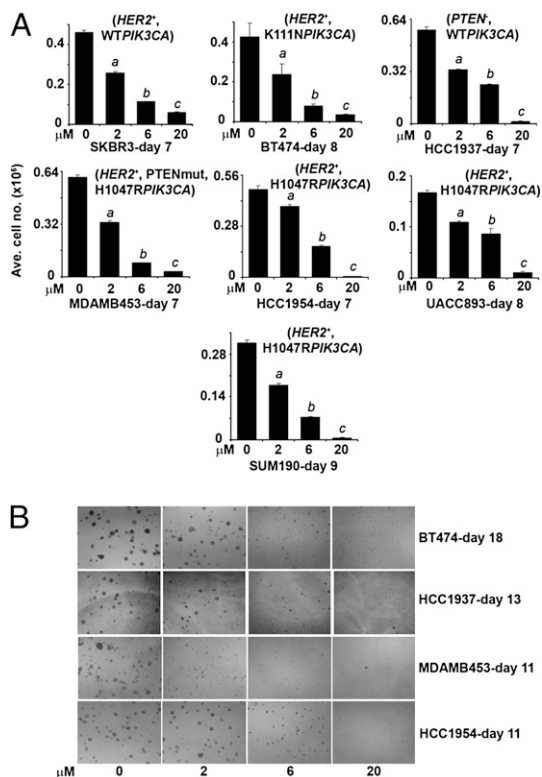 A
Ave. cell no. (x10⁶)
(HER2⁺,
WTPIK3CA)
0.4
0.2
0
a
b
c
μM 0 2 6 20
SKBR3-day 7
(HER2⁺,
K111NPIK3CA)
0.4
0.2
0
a
b
c
0 2 6 20
BT474-day 8
(PTEN⁻,
WTPIK3CA)
0.64
0.32
0
a
b
c
0 2 6 20
HCC1937-day 7
(HER2⁺, PTENmut,
H1047RPIK3CA)
0.64
0.32
0
a
b
c
μM 0 2 6 20
MDAMB453-day 7
(HER2⁺,
H1047RPIK3CA)
0.56
0.28
0
a
b
c
0 2 6 20
HCC1954-day 7
(HER2⁺,
H1047RPIK3CA)
0.2
0.1
0
a
b
c
0 2 6 20
UACC893-day 8
(HER2⁺,
H1047RPIK3CA)
0.28
0.14
0
a
b
c
μM 0 2 6 20
SUM190-day 9
B
BT474-day 18
HCC1937-day 13
MDAMB453-day 11
HCC1954-day 11
μM 0 2 6 20